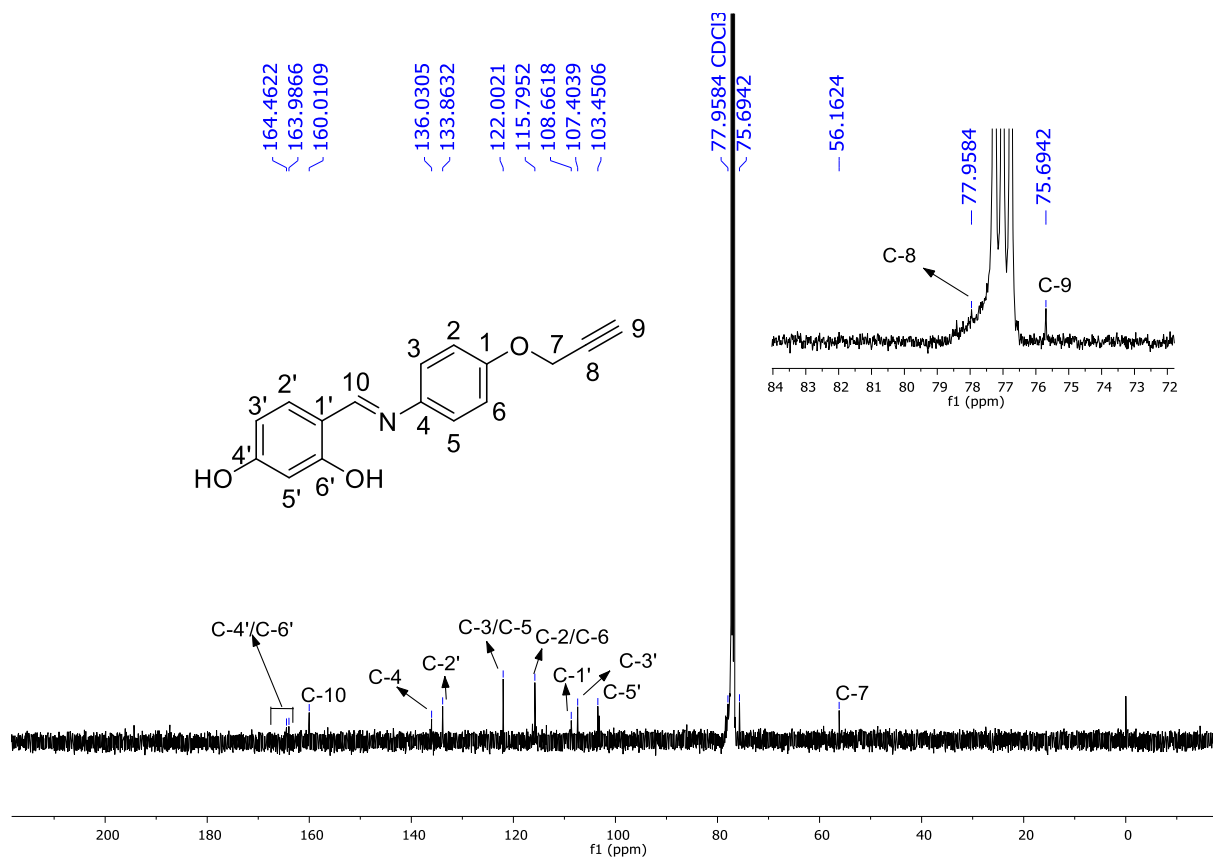 164.4622
163.9866
160.0109
136.0305
133.8632
122.0021
115.7952
108.6618
107.4039
103.4506
77.9584 CDCl3
75.6942
56.1624
77.9584
75.6942
C-8
C-9
84 83 82 81 80 79 78 77 76 75 74 73 72
f1 (ppm)
9
8
7
O
1
2
3
6
5
4
N
10
2'
1'
3'
4'
5'
6'
HO
OH
C-4'/C-6'
C-10
C-4
C-2'
C-3/C-5
C-2/C-6
C-1'
C-3'
C-5'
C-7
200 180 160 140 120 100 80 60 40 20 0
f1 (ppm)